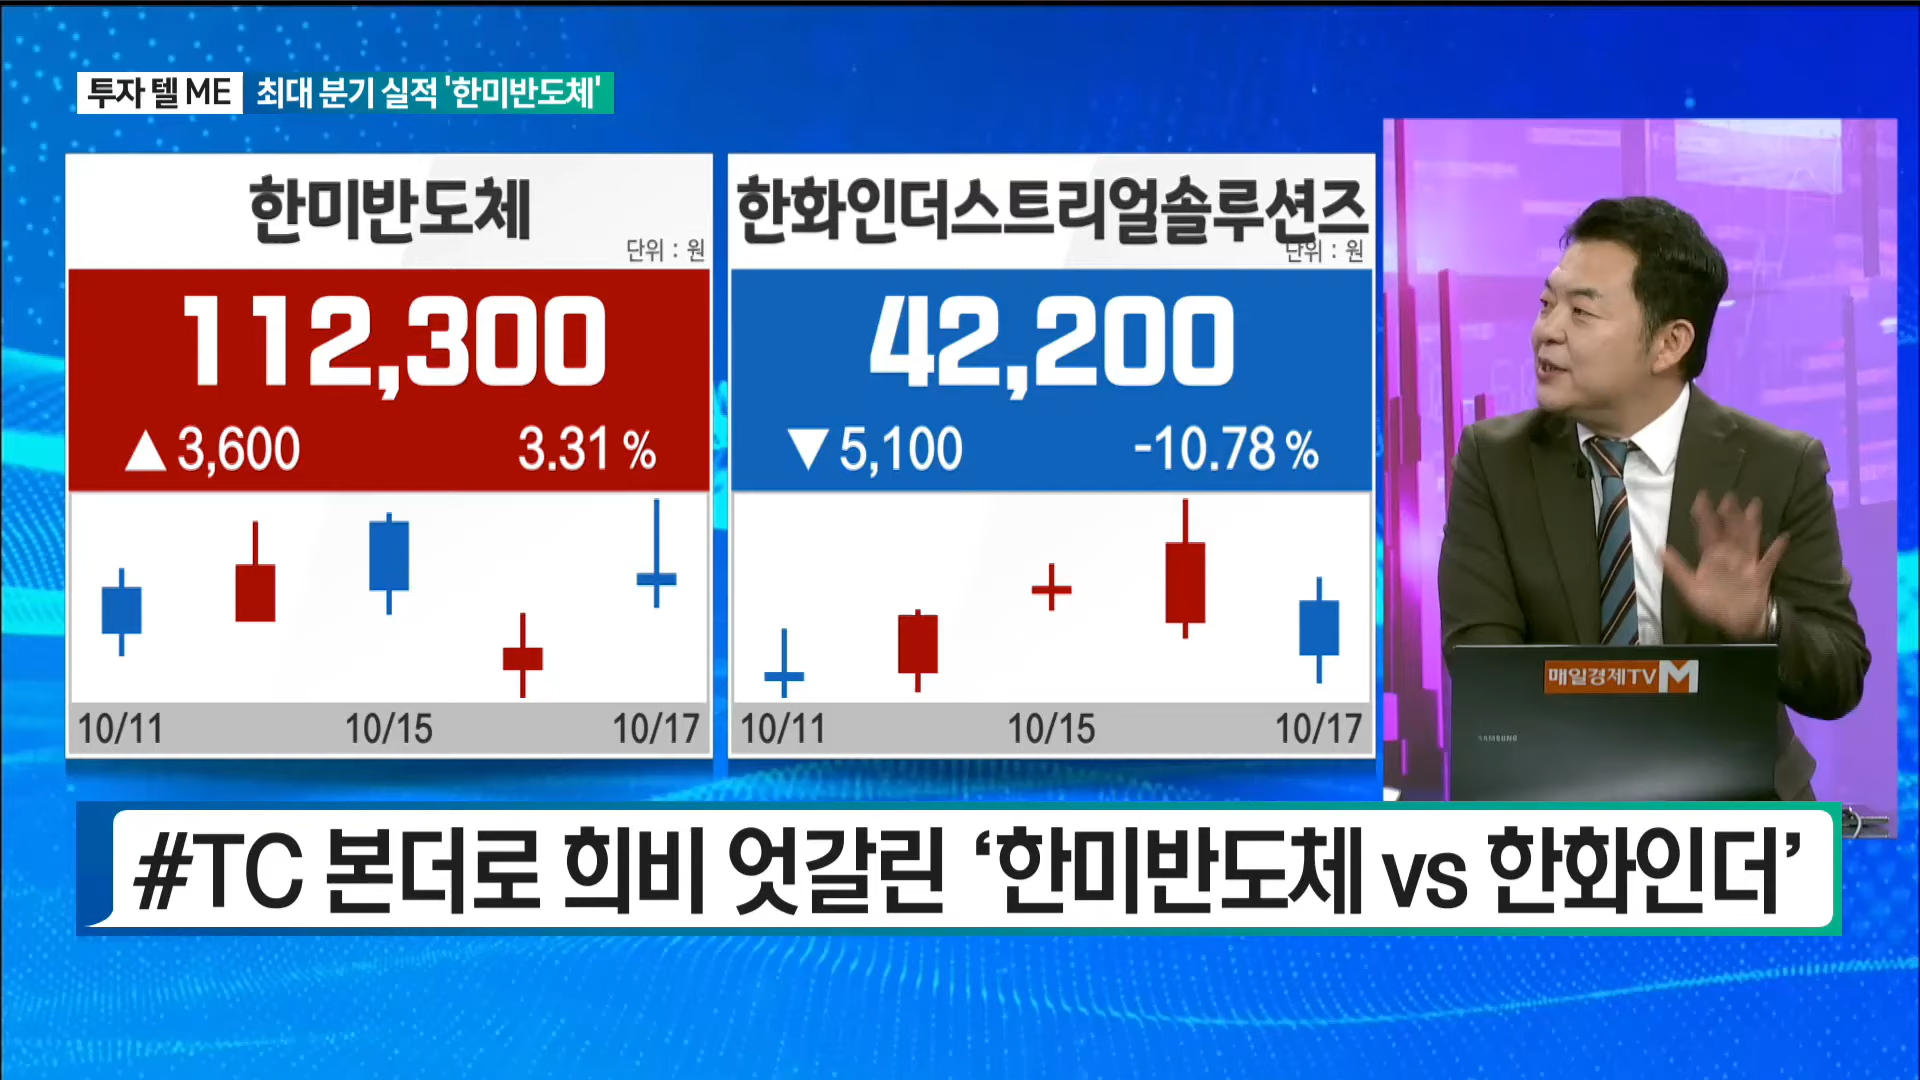 투자 텔 ME 최대 분기 실적 '한미반도체'
한미반도체
단위 : 원
112,300
▲ 3,600 3.31 %
10/11 10/15 10/17
한화인더스트리얼솔루션즈
단위 : 원
42,200
▼ 5,100 -10.78 %
10/11 10/15 10/17
매일경제TV M
SAMSUNG
#TC 본더로 희비 엇갈린 ‘한미반도체 vs 한화인더’